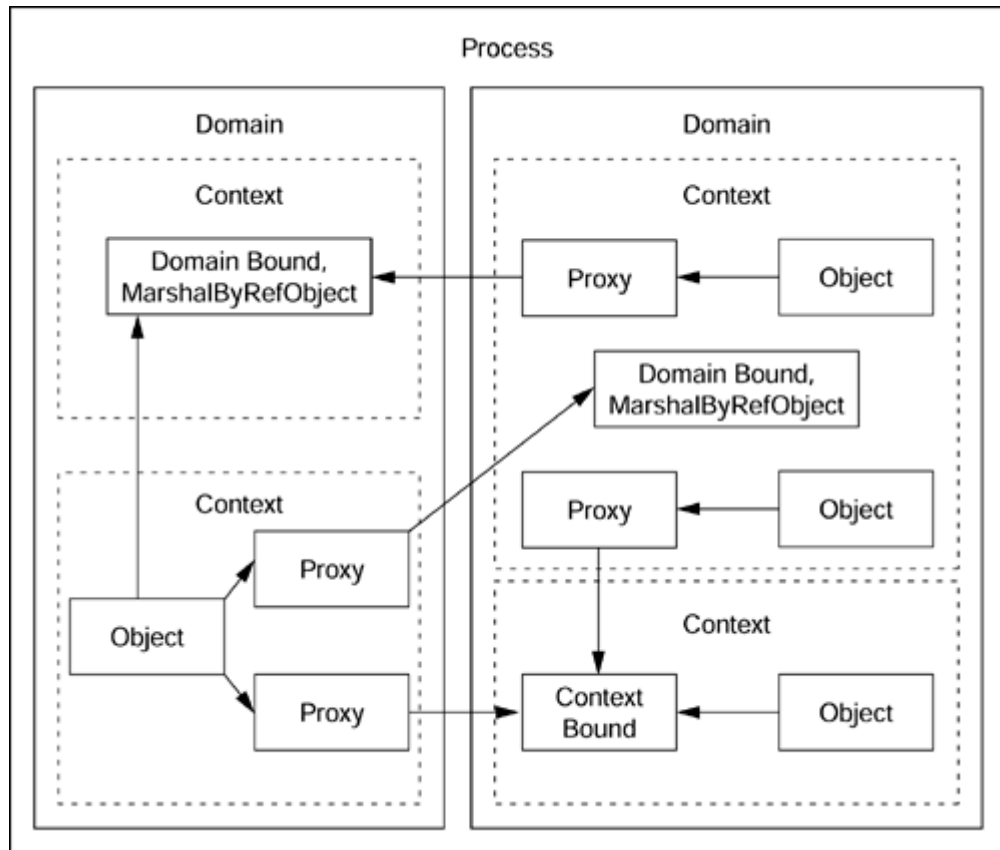 Process
Domain
Context
Domain Bound,
MarshalByRefObject
Context
Proxy
Object
Proxy
Domain
Context
Proxy
Object
Domain Bound,
MarshalByRefObject
Proxy
Object
Context
Context
Bound
Object